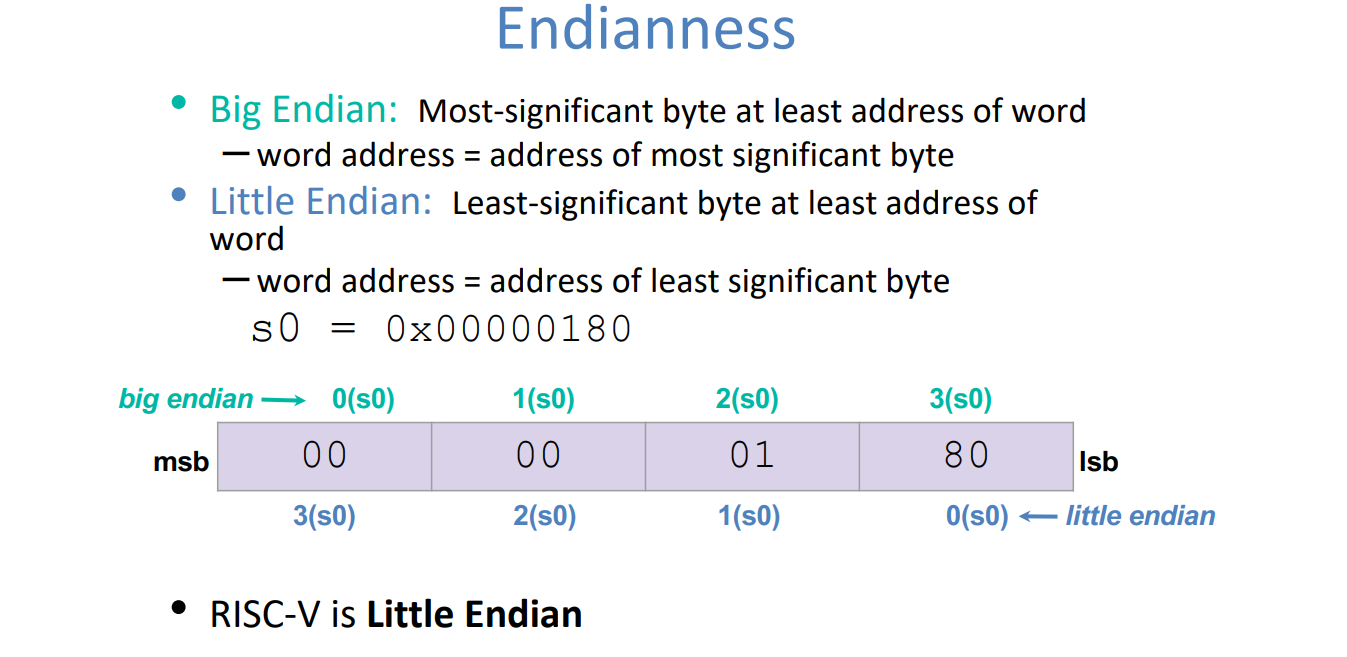 Endianness
• Big Endian: Most-significant byte at least address of word
– word address = address of most significant byte
• Little Endian: Least-significant byte at least address of
word
– word address = address of least significant byte
s0 = 0x00000180
big endian → 0(s0) 1(s0) 2(s0) 3(s0)
msb 00 00 01 80 lsb
3(s0) 2(s0) 1(s0) 0(s0) ← little endian
• RISC-V is Little Endian